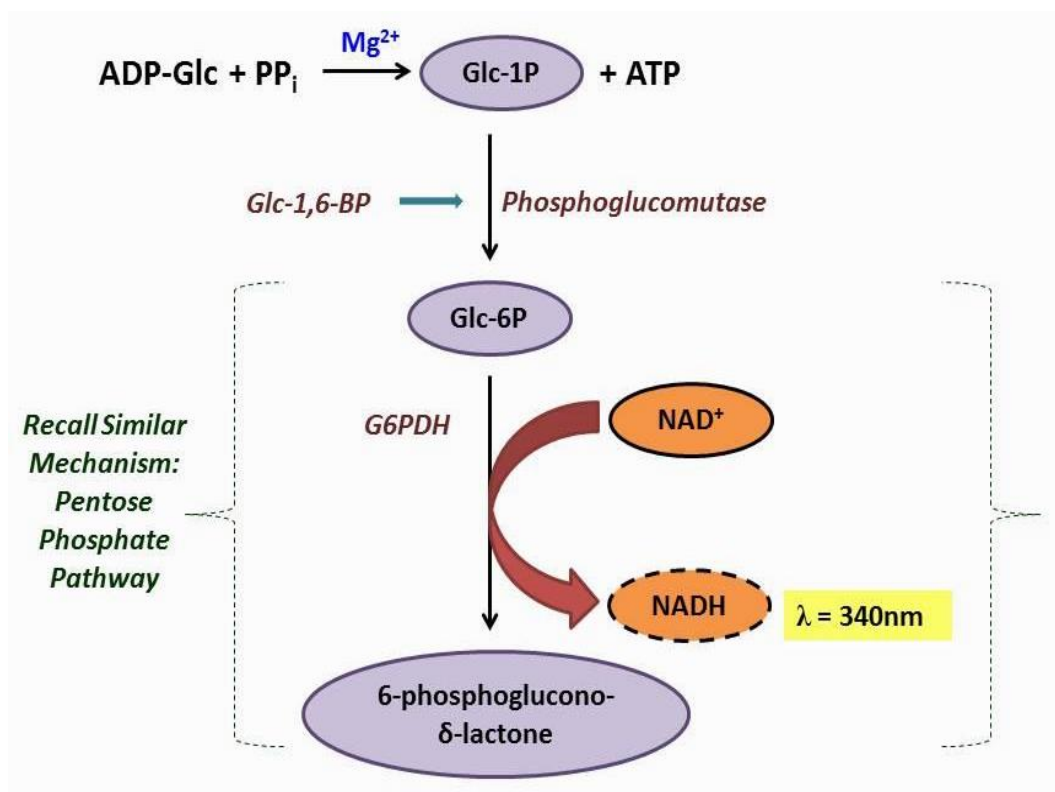 ADP-Glc + PPi Mg²⁺ Glc-1P + ATP
Glc-1,6-BP Phosphoglucomutase
Glc-6P
Recall Similar
Mechanism:
Pentose
Phosphate
Pathway
G6PDH
NAD⁺
NADH
λ = 340nm
6-phosphoglucono-
δ-lactone